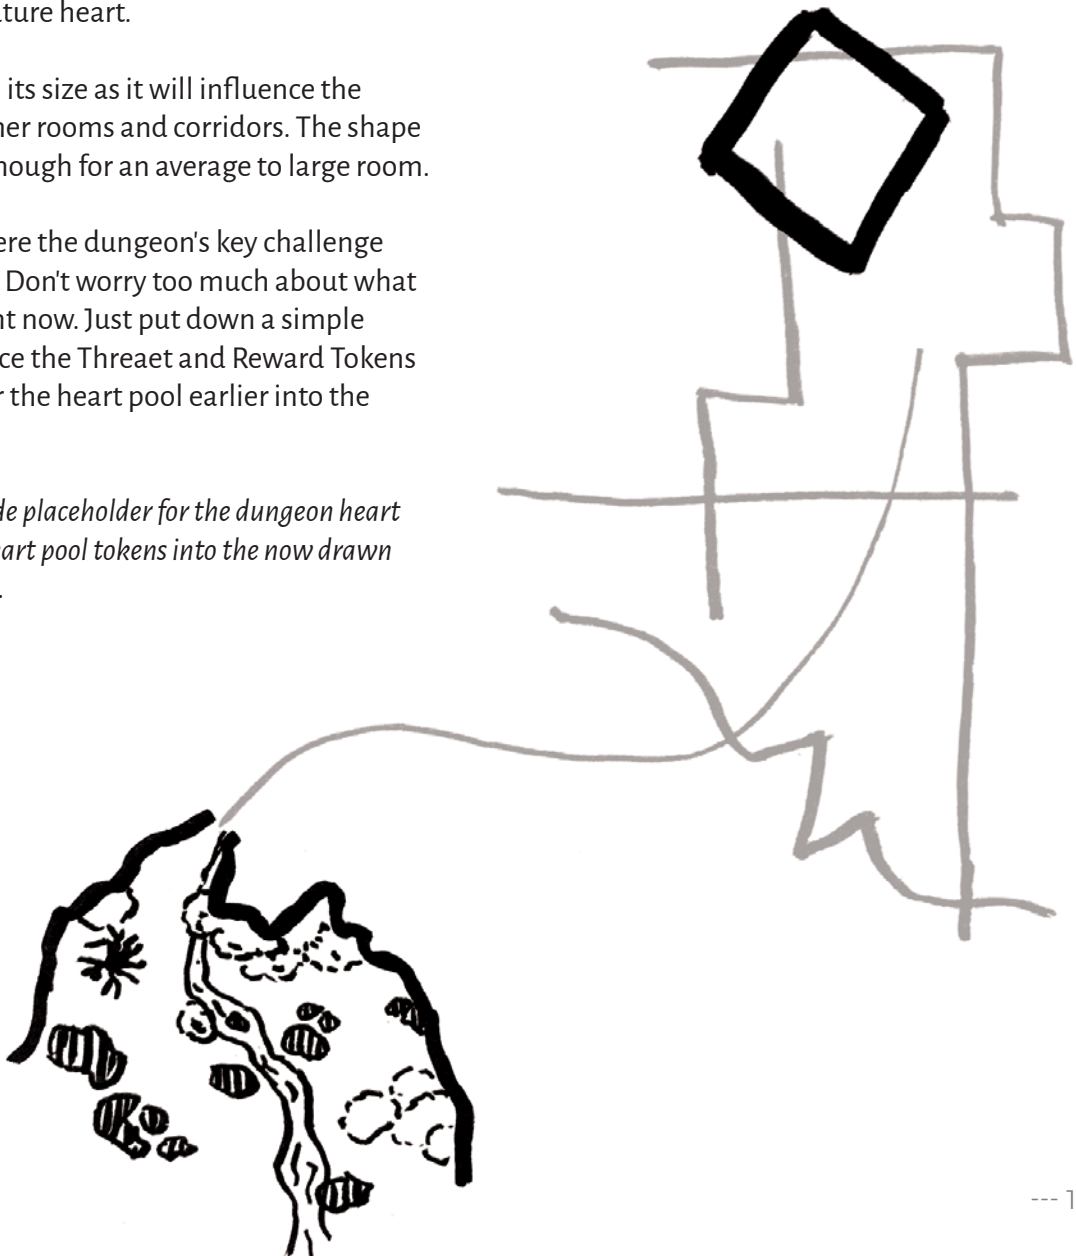 ture heart.
its size as it will influence the
er rooms and corridors. The shape
nough for an average to large room.
ere the dungeon's key challenge
Don't worry too much about what
nt now. Just put down a simple
ce the Threaet and Reward Tokens
r the heart pool earlier into the
de placeholder for the dungeon heart
art pool tokens into the now drawn
.
--- 1